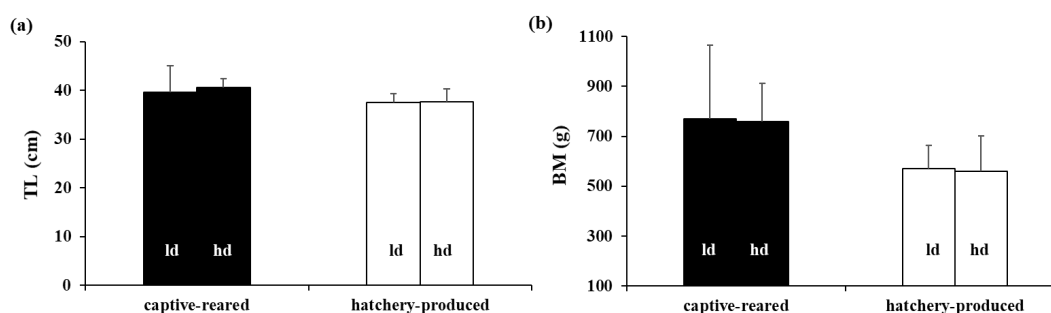 (a)
TL (cm)
50
40
30
20
10
0
ld hd ld hd
captive-reared hatchery-produced
(b)
BM (g)
1100
900
700
500
300
100
ld hd ld hd
captive-reared hatchery-produced